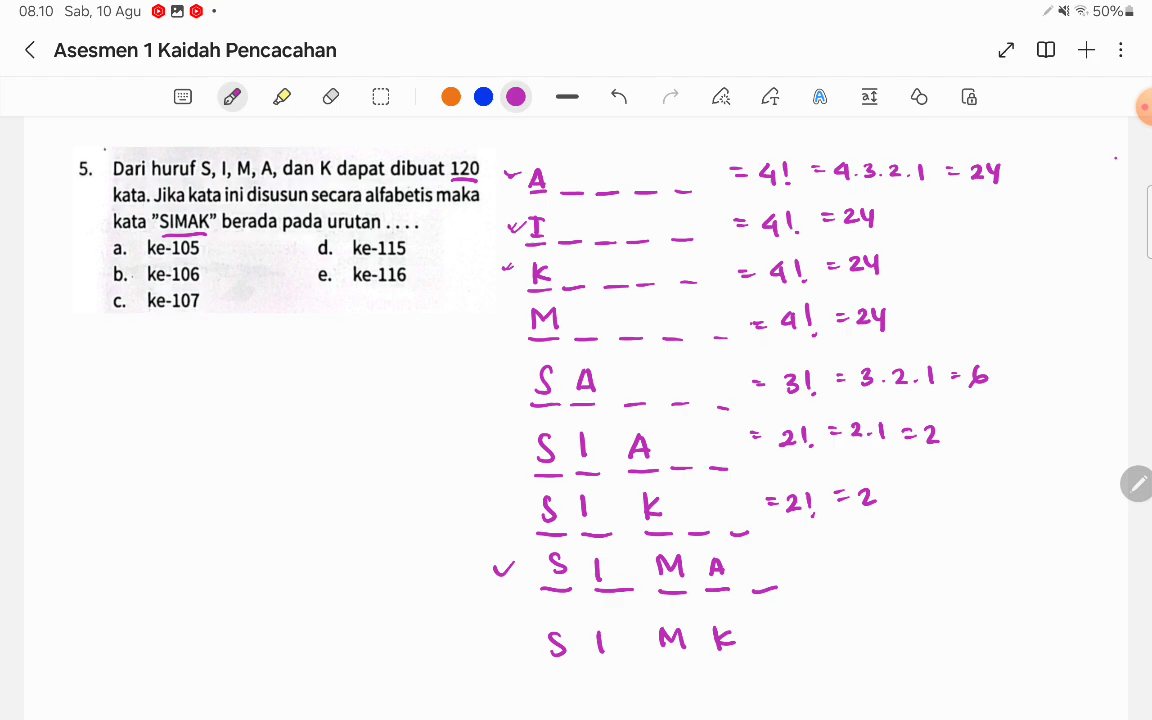 08.10 Sab, 10 Agu
50%
Asesmen 1 Kaidah Pencacahan
5. Dari huruf S, I, M, A, dan K dapat dibuat 120
kata. Jika kata ini disusun secara alfabetis maka
kata "SIMAK" berada pada urutan . . . .
a. ke-105 d. ke-115
b. ke-106 e. ke-116
c. ke-107
A _ _ _ _ = 4! = 4.3.2.1 = 24
I _ _ _ _ = 4! = 24
K _ _ _ _ = 4! = 24
M _ _ _ _ = 4! = 24
S A _ _ _ = 3! = 3.2.1 = 6
S I A _ _ = 2! = 2.1 = 2
S I K _ _ = 2! = 2
S I M A _
S I M K